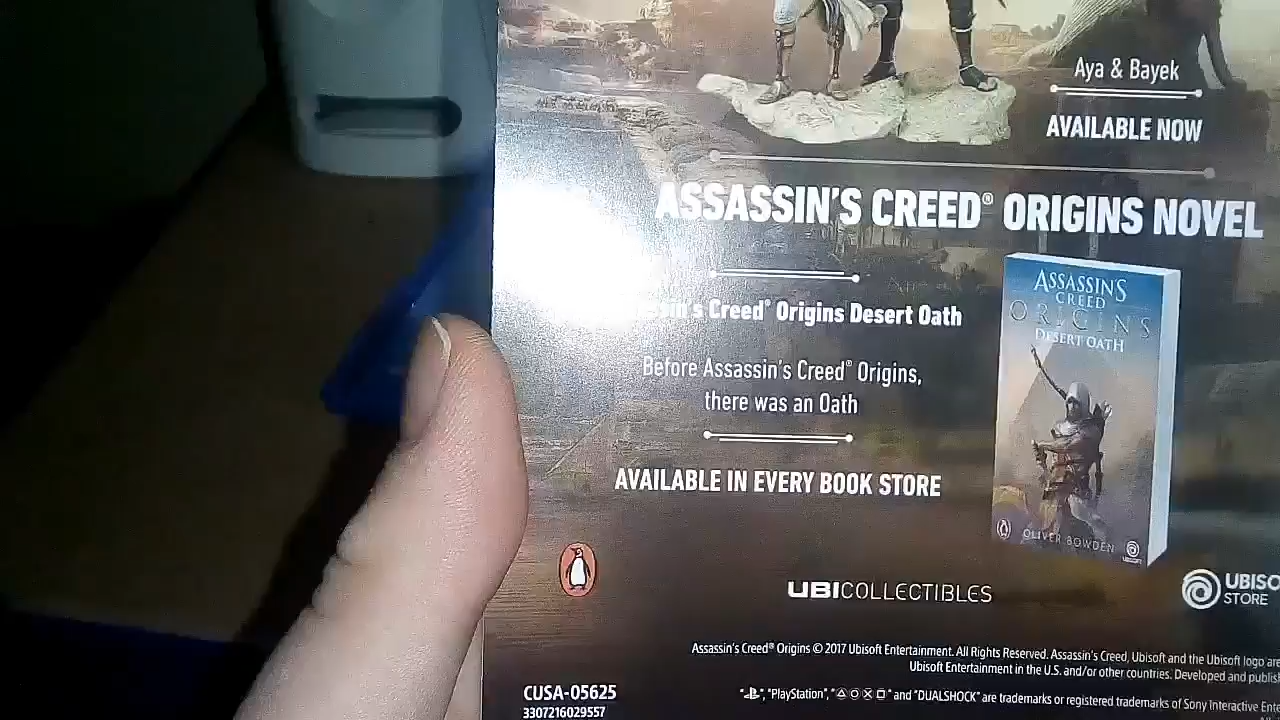 Aya & Bayek
AVAILABLE NOW
ASSASSIN'S CREED® ORIGINS NOVEL
Creed® Origins Desert Oath
Before Assassin's Creed® Origins,
there was an Oath
AVAILABLE IN EVERY BOOK STORE
ASSASSIN'S
CREED
ORIGINS
DESERT OATH
OLIVER BOWDEN
UBISOFT
UBICOLLECTIBLES
STORE
Assassin's Creed® Origins © 2017 Ubisoft Entertainment. All Rights Reserved. Assassin's Creed, Ubisoft and the Ubisoft logo are
Ubisoft Entertainment in the U.S. and/or other countries. Developed and
CUSA-05625
", "PlayStation", "△○✕□" and "DUALSHOCK" are trademarks or registered trademarks of Sony Interactive
3307216029557